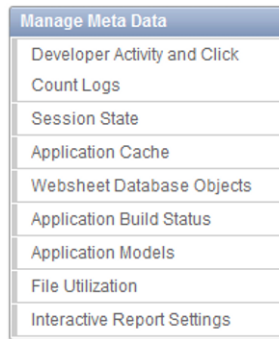 Manage Meta Data
Developer Activity and Click
Count Logs
Session State
Application Cache
Websheet Database Objects
Application Build Status
Application Models
File Utilization
Interactive Report Settings